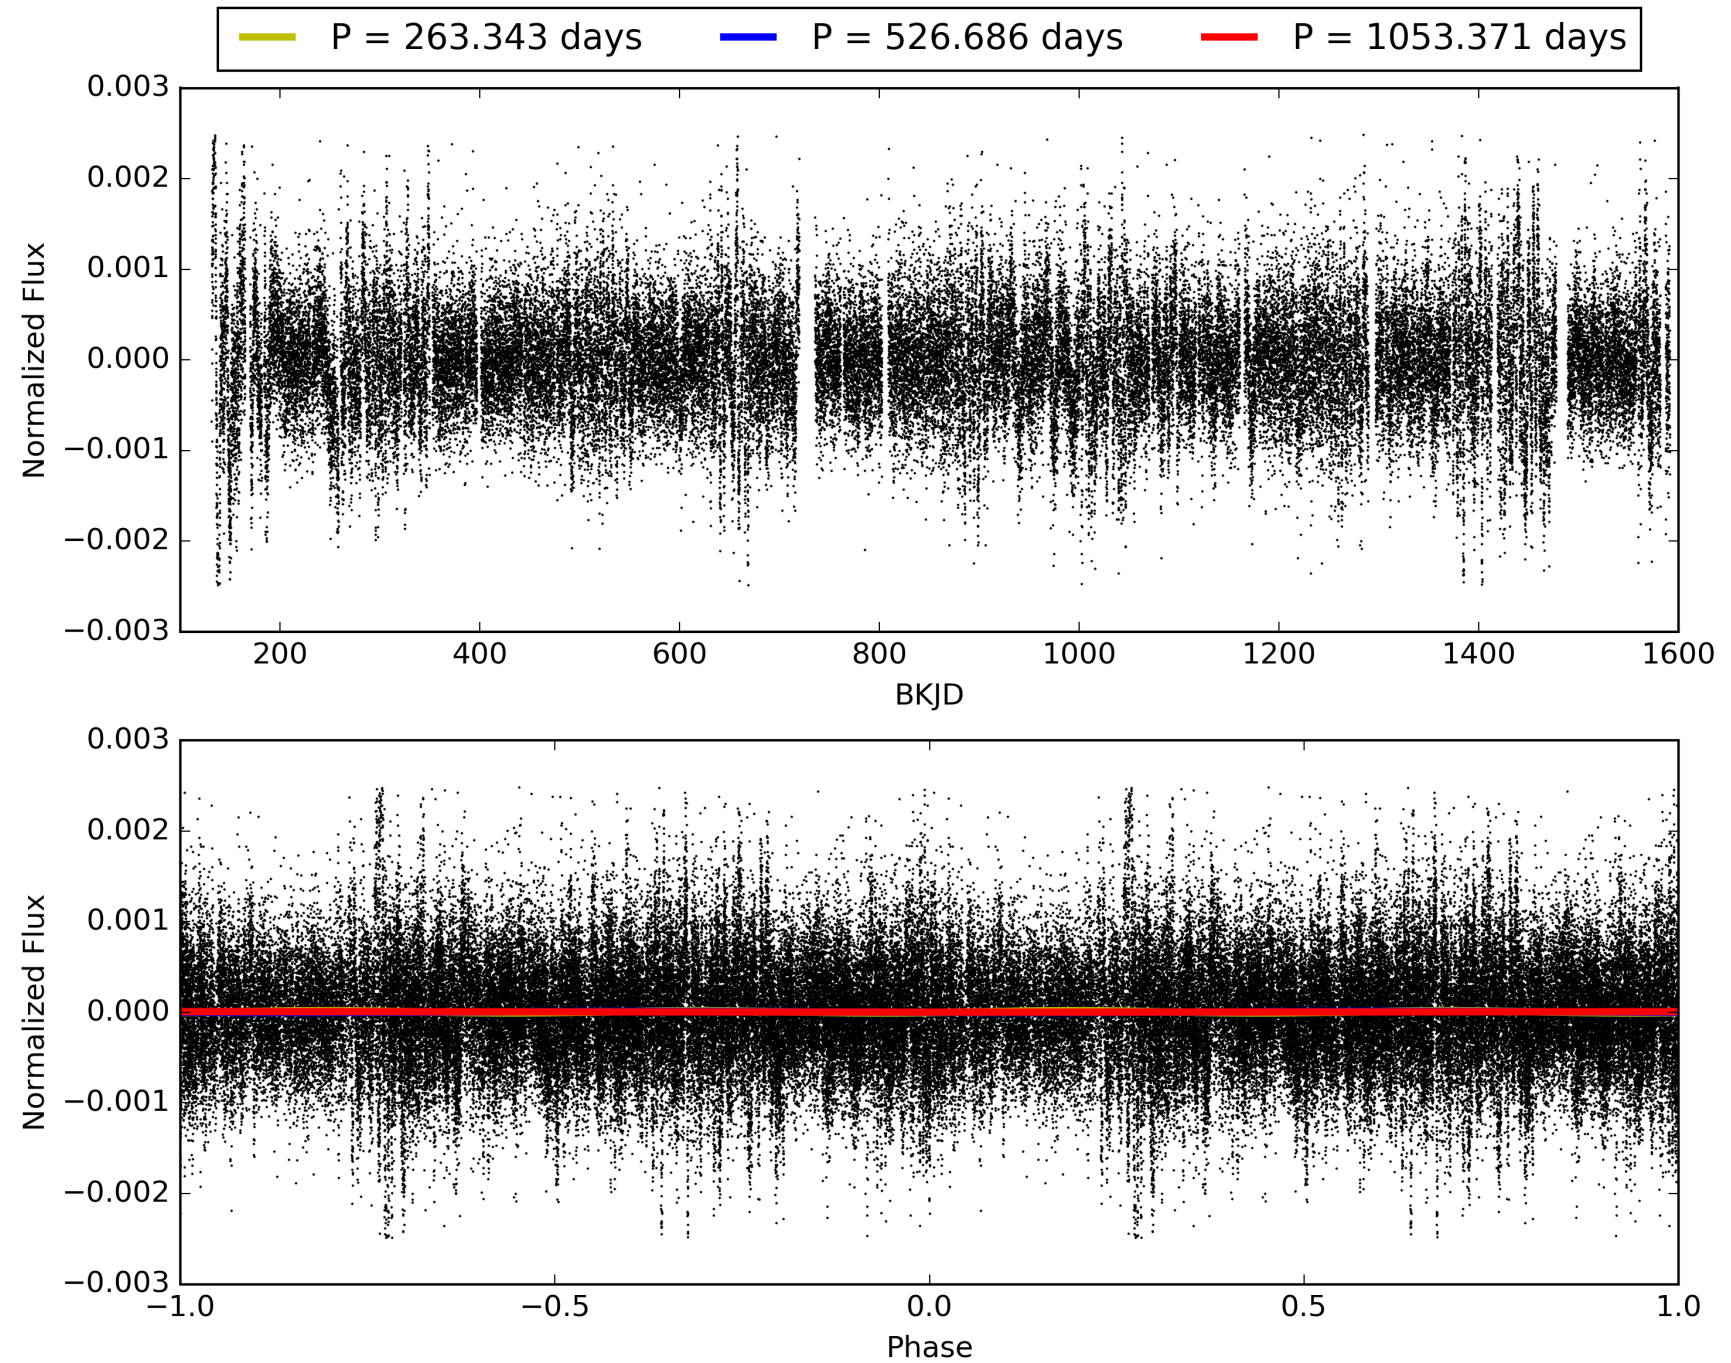 P = 263.343 days P = 526.686 days P = 1053.371 days
0.003
0.002
0.001
0.000
−0.001
−0.002
−0.003
Normalized Flux
200 400 600 800 1000 1200 1400 1600
BKJD
0.003
0.002
0.001
0.000
−0.001
−0.002
−0.003
Normalized Flux
−1.0 −0.5 0.0 0.5 1.0
Phase